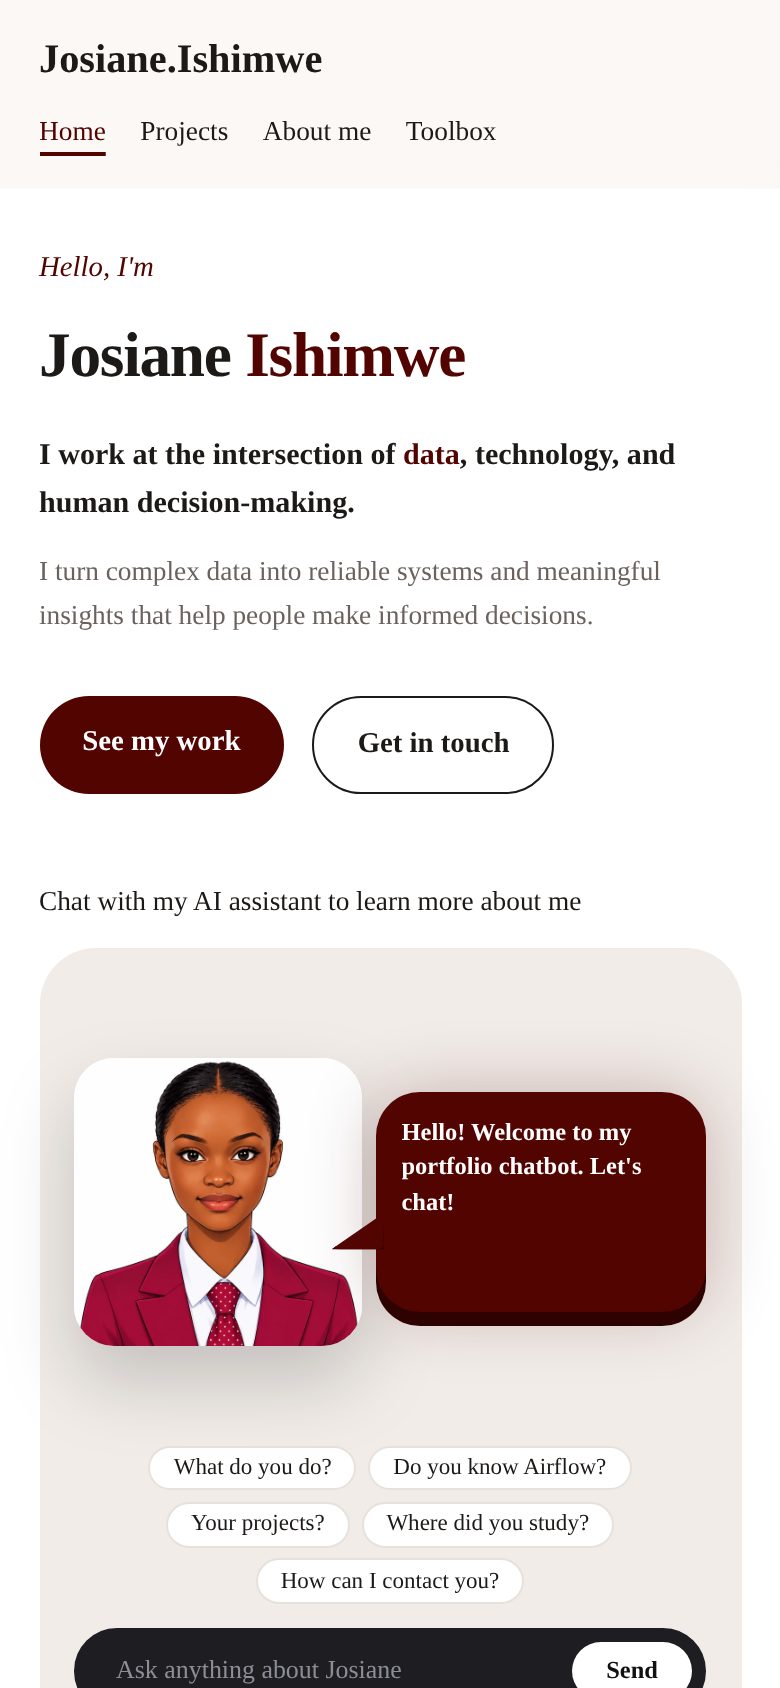 Josiane.Ishimwe
Home Projects About me Toolbox
Hello, I'm
Josiane Ishimwe
I work at the intersection of data, technology, and
human decision-making.
I turn complex data into reliable systems and meaningful
insights that help people make informed decisions.
See my work Get in touch
Chat with my AI assistant to learn more about me
Hello! Welcome to my
portfolio chatbot. Let's
chat!
What do you do? Do you know Airflow?
Your projects? Where did you study?
How can I contact you?
Ask anything about Josiane Send